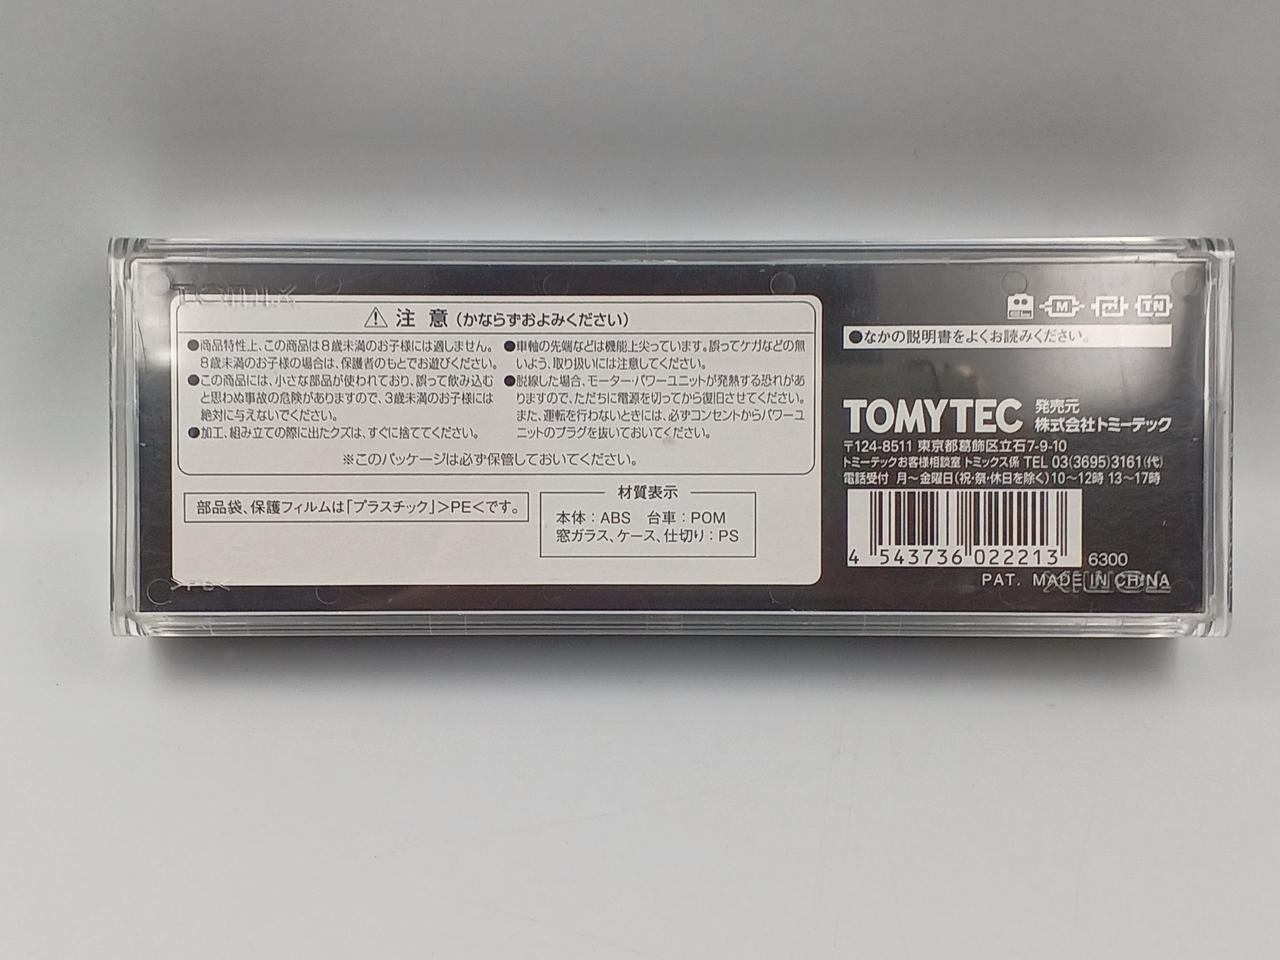 TOMIX
⚠ 注 意 (かならずおよみください)
●商品特性上、この商品は8歳未満のお子様には適しません。
8歳未満のお子様の場合は、保護者のもとでお遊びください。
●この商品には、小さな部品が使われており、誤って飲み込む
と思わぬ事故の危険がありますので、3歳未満のお子様には
絶対に与えないでください。
●加工、組み立ての際に出たクズは、すぐに捨ててください。
●車軸の先端などは機能上尖っています。誤ってケガなどの無
いよう、取り扱いには注意してください。
●脱線した場合、モーター・パワーユニットが発熱する恐れがあ
りますので、ただちに電源を切ってから復旧させてください。
また、運転を行わないときには、必ずコンセントからパワーユ
ニットのプラグを抜いておいてください。
※このパッケージは必ず保管しておいてください。
部品袋、保護フィルムは「プラスチック」>PE<です。
材質表示
本体：ABS 台車：POM
窓ガラス、ケース、仕切り：PS
>PS<
EL M TN
●なかの説明書をよくお読みください。
TOMYTEC 発売元
株式会社トミーテック
〒124-8511 東京都葛飾区立石7-9-10
トミーテックお客様相談室 トミックス係 TEL 03(3695)3161(代)
電話受付 月〜金曜日(祝・祭・休日を除く)10〜12時 13〜17時
4 543736 022213 6300
PAT. MADE IN CHINA
TOMIX